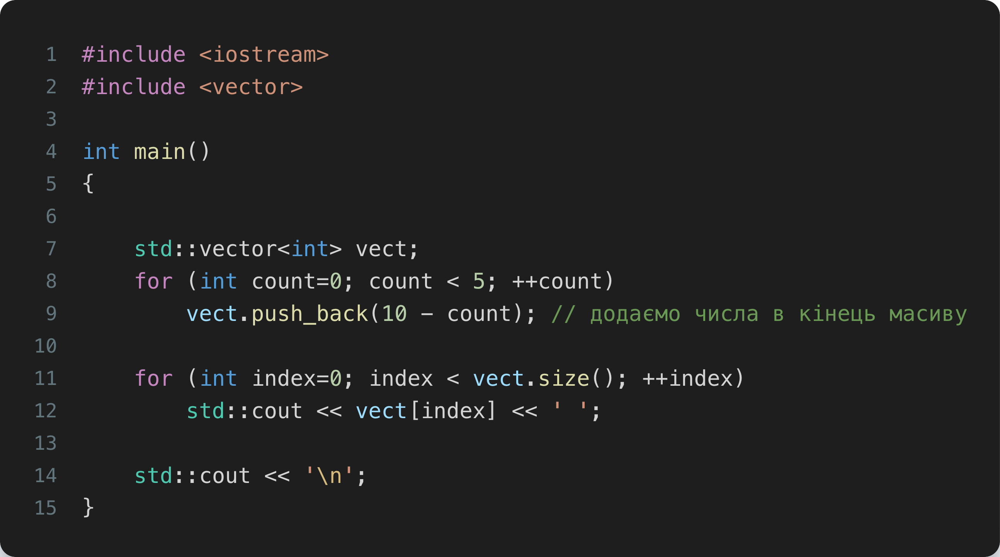 1 #include <iostream>
2 #include <vector>
3
4 int main()
5 {
6
7     std::vector<int> vect;
8     for (int count=0; count < 5; ++count)
9         vect.push_back(10 - count); // додаємо числа в кінець масиву
10
11     for (int index=0; index < vect.size(); ++index)
12         std::cout << vect[index] << ' ';
13
14     std::cout << '\n';
15 }